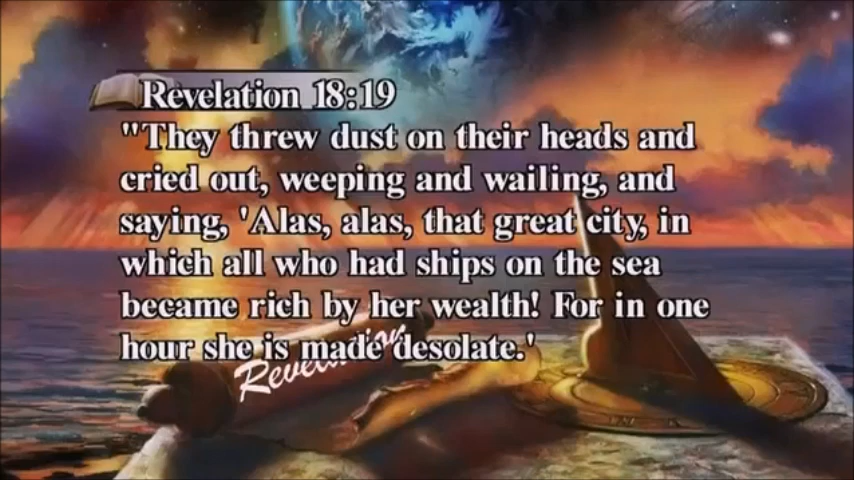 Revelation 18:19
"They threw dust on their heads and
cried out, weeping and wailing, and
saying, 'Alas, alas, that great city, in
which all who had ships on the sea
became rich by her wealth! For in one
hour she is made desolate.'
Revelation